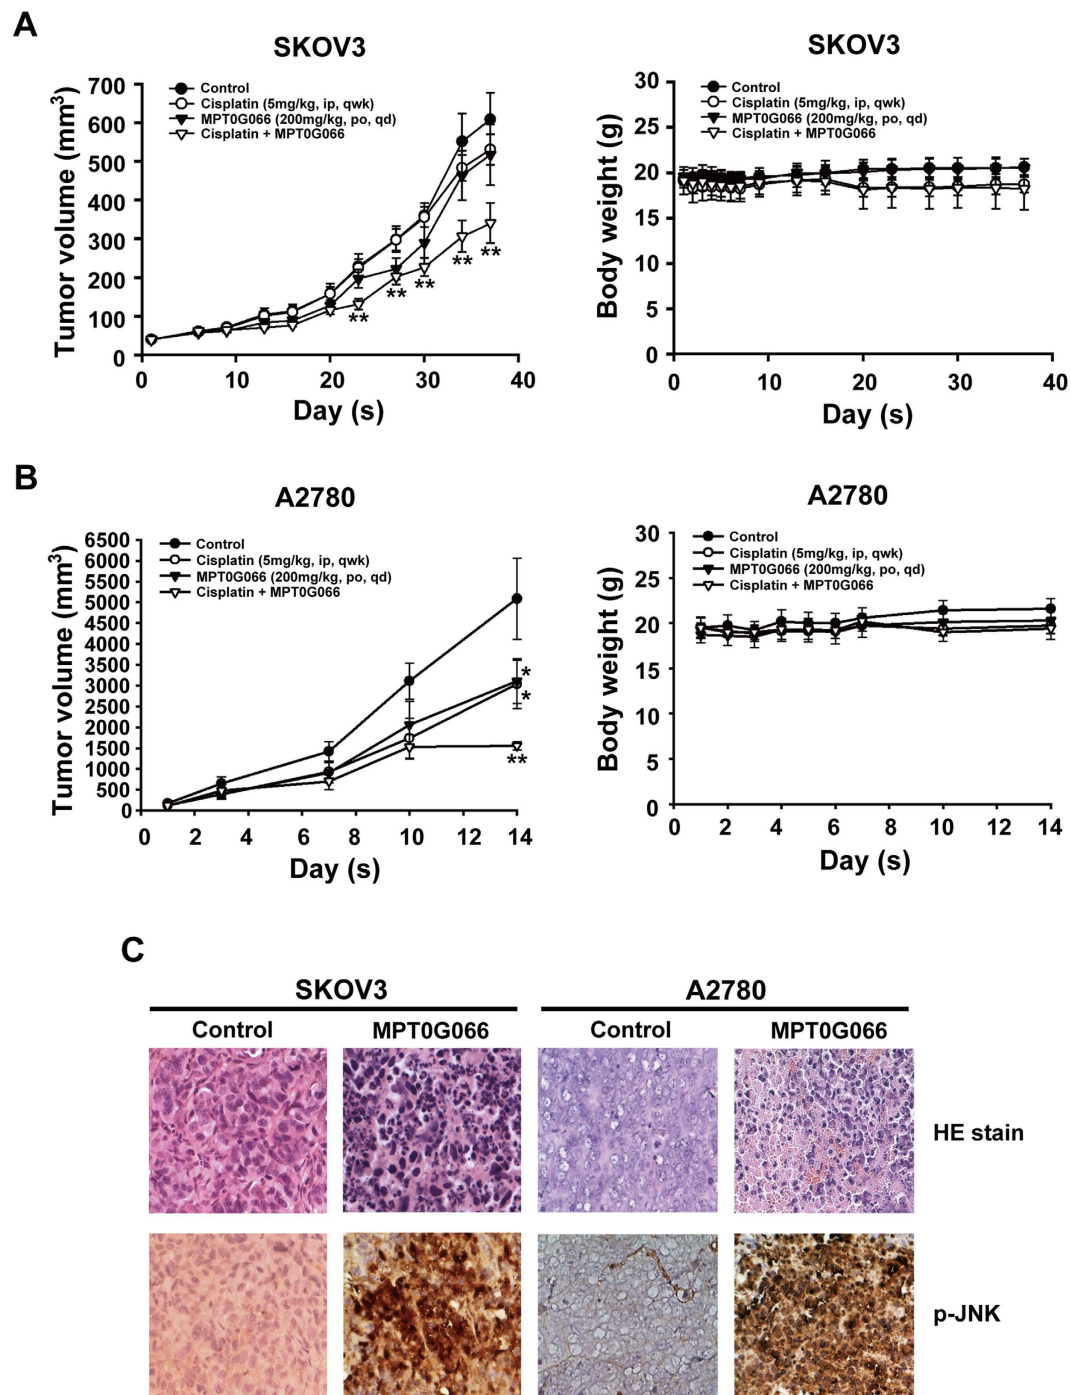 A
SKOV3
Tumor volume (mm³)
700
600
500
400
300
200
100
0
Control
Cisplatin (5mg/kg, ip, qwk)
MPT0G066 (200mg/kg, po, qd)
Cisplatin + MPT0G066
**
**
**
**
**
0 10 20 30 40
Day (s)
SKOV3
Body weight (g)
30
25
20
15
10
5
0
Control
Cisplatin (5mg/kg, ip, qwk)
MPT0G066 (200mg/kg, po, qd)
Cisplatin + MPT0G066
0 10 20 30 40
Day (s)
B
A2780
Tumor volume (mm³)
6500
6000
5500
5000
4500
4000
3500
3000
2500
2000
1500
1000
500
0
Control
Cisplatin (5mg/kg, ip, qwk)
MPT0G066 (200mg/kg, po, qd)
Cisplatin + MPT0G066
*
*
**
0 2 4 6 8 10 12 14
Day (s)
A2780
Body weight (g)
30
25
20
15
10
5
0
Control
Cisplatin (5mg/kg, ip, qwk)
MPT0G066 (200mg/kg, po, qd)
Cisplatin + MPT0G066
0 2 4 6 8 10 12 14
Day (s)
C
SKOV3 A2780
Control MPT0G066 Control MPT0G066
HE stain
p-JNK